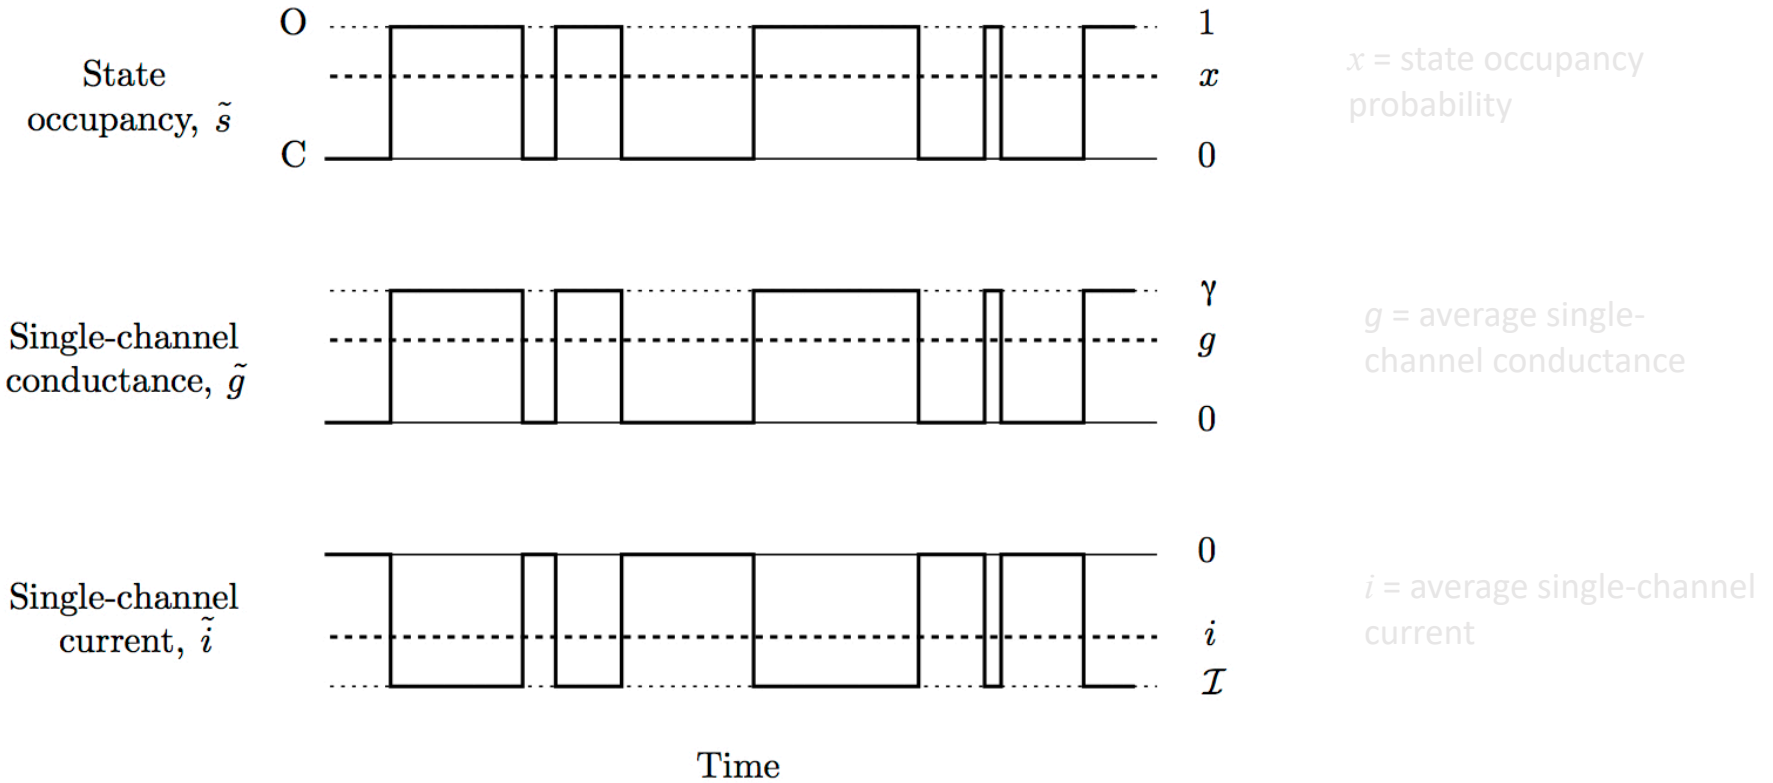 O
1
State
occupancy, s̃
x
x = state occupancy
probability
C
0
γ
Single-channel
conductance, g̃
g
g = average single-
channel conductance
0
0
Single-channel
current, ĩ
i
i = average single-channel
current
ℐ
Time